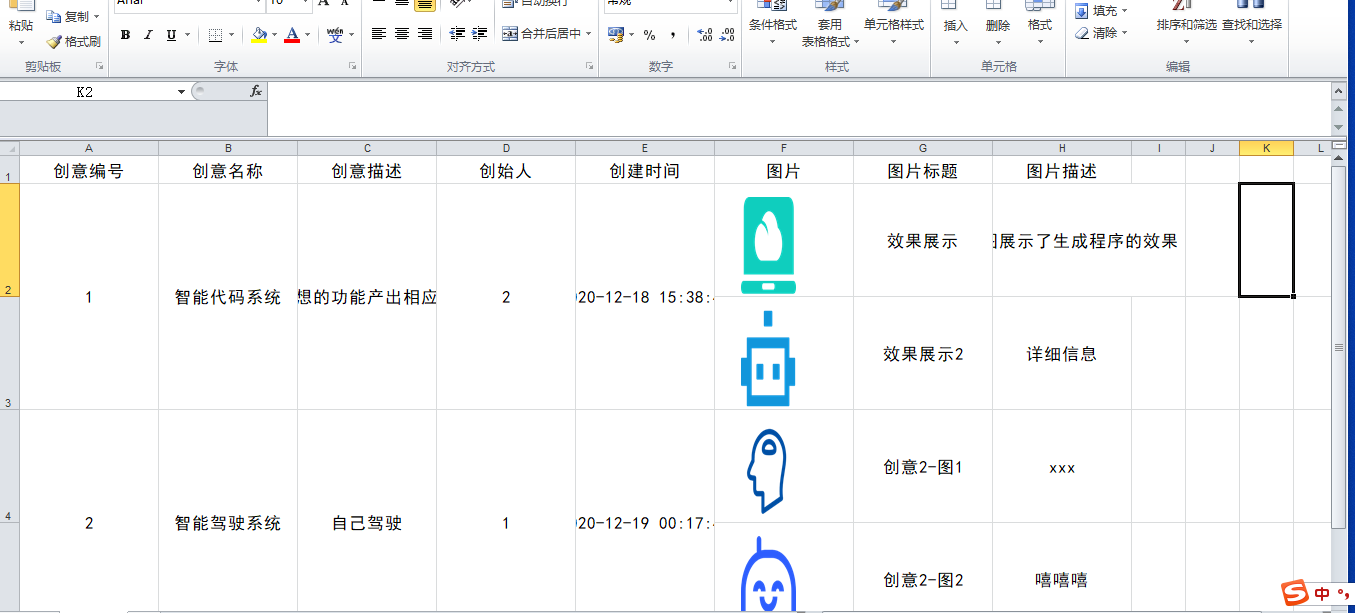 Arial 10 A A 自动换行 常规
粘贴 复制 条件格式 套用 表格格式 单元格样式 插入 删除 格式 填充 排序和筛选 查找和选择
格式刷 B I U A 合并后居中 % , 清除
剪贴板 字体 对齐方式 数字 样式 单元格 编辑
K2 fx
A B C D E F G H I J K L
1 创意编号 创意名称 创意描述 创始人 创建时间 图片 图片标题 图片描述
效果展示 展示了生成程序的效果
2
1 智能代码系统 想的功能产出相应 2 20-12-18 15:38:
效果展示2 详细信息
3
创意2-图1 xxx
4
2 智能驾驶系统 自己驾驶 1 20-12-19 00:17:
创意2-图2 嘻嘻嘻
S 中 °,